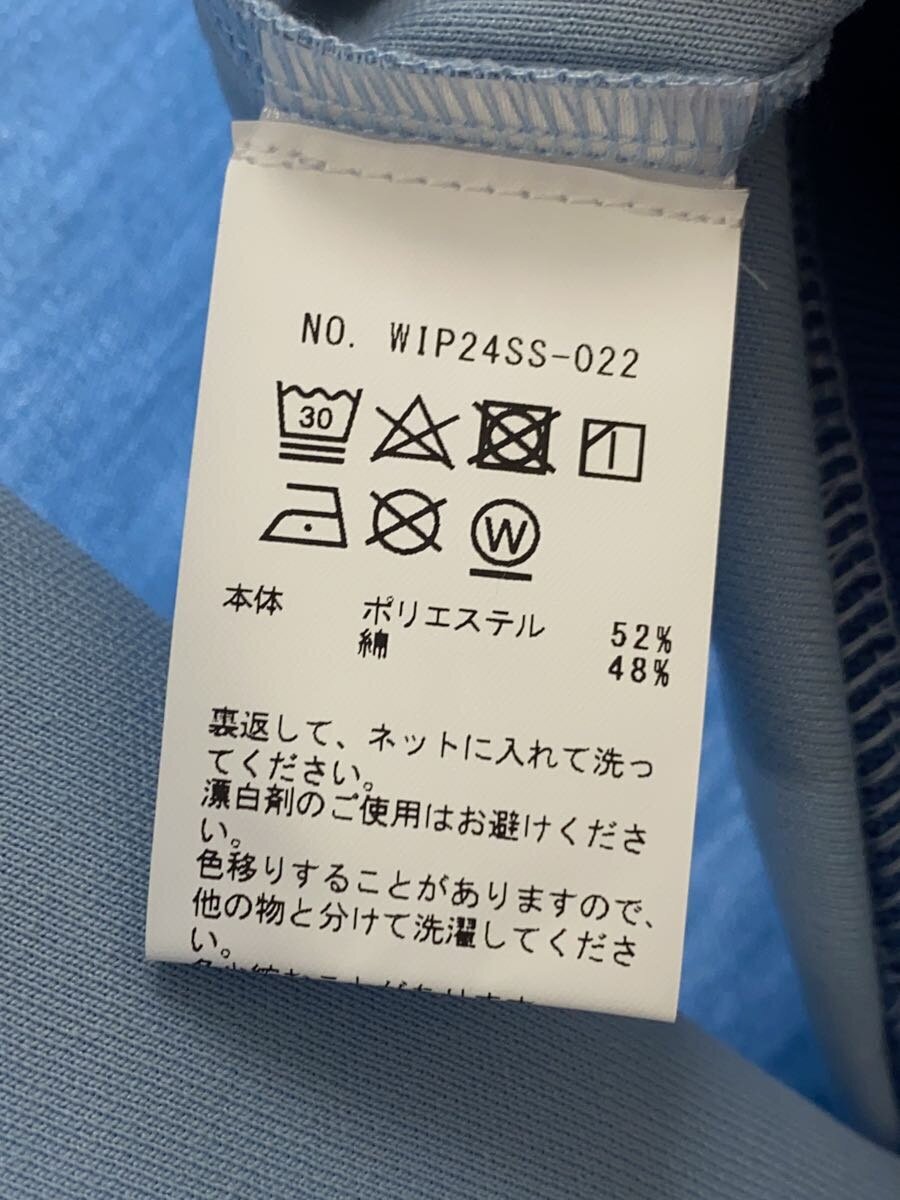 NO. WIP24SS-022
30
W
本体 ポリエステル 52%
綿 48%
裏返して、ネットに入れて洗っ
てください。
漂白剤のご使用はお避けくださ
い。
色移りすることがありますので、
他の物と分けて洗濯してくださ
い。